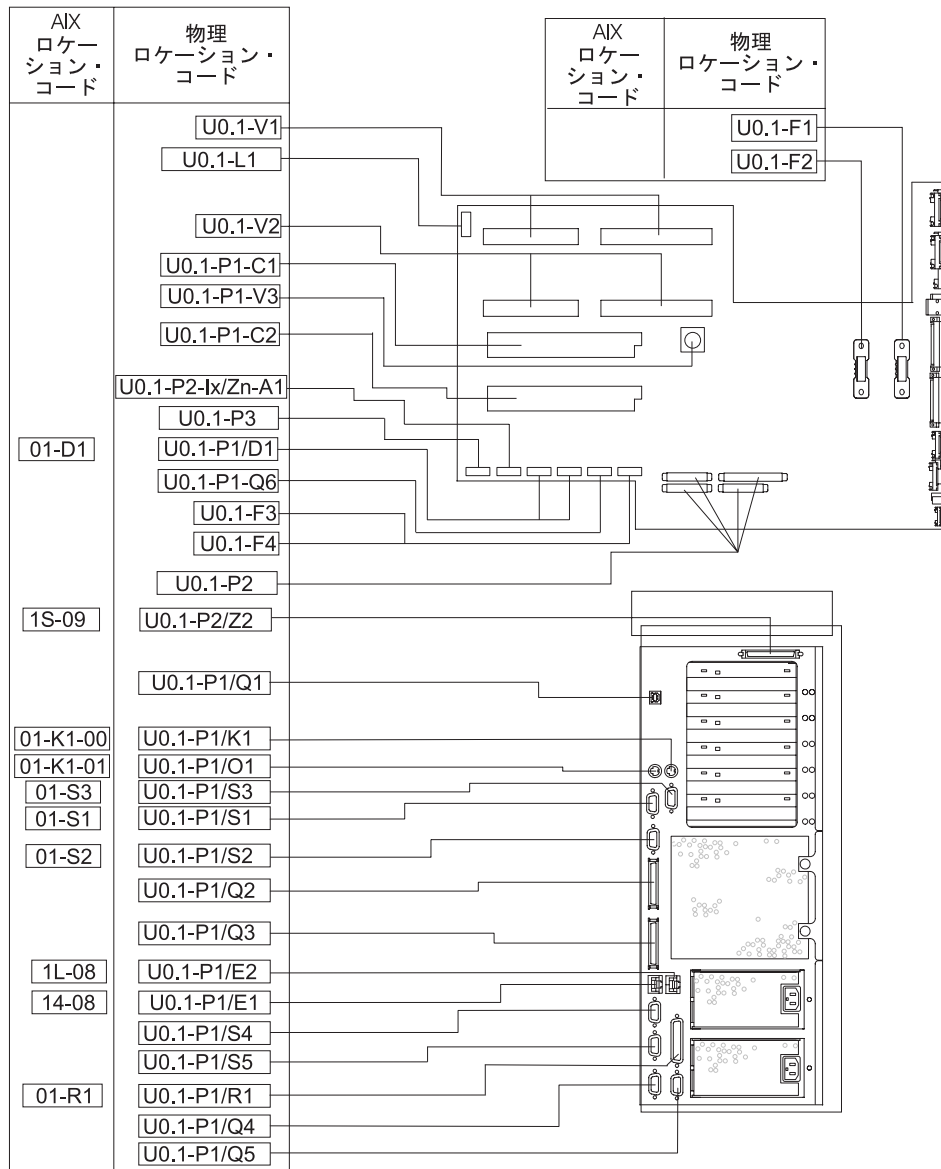 AIX
ロケー
ション・
コード
物理
ロケーション・
コード
AIX
ロケー
ション・
コード
物理
ロケーション・
コード
U0.1-F1
U0.1-F2
U0.1-V1
U0.1-L1
U0.1-V2
U0.1-P1-C1
U0.1-P1-V3
U0.1-P1-C2
U0.1-P2-Ix/Zn-A1
U0.1-P3
01-D1 U0.1-P1/D1
U0.1-P1-Q6
U0.1-F3
U0.1-F4
U0.1-P2
1S-09 U0.1-P2/Z2
U0.1-P1/Q1
01-K1-00 U0.1-P1/K1
01-K1-01 U0.1-P1/O1
01-S3 U0.1-P1/S3
01-S1 U0.1-P1/S1
01-S2 U0.1-P1/S2
U0.1-P1/Q2
U0.1-P1/Q3
1L-08 U0.1-P1/E2
14-08 U0.1-P1/E1
U0.1-P1/S4
U0.1-P1/S5
01-R1 U0.1-P1/R1
U0.1-P1/Q4
U0.1-P1/Q5